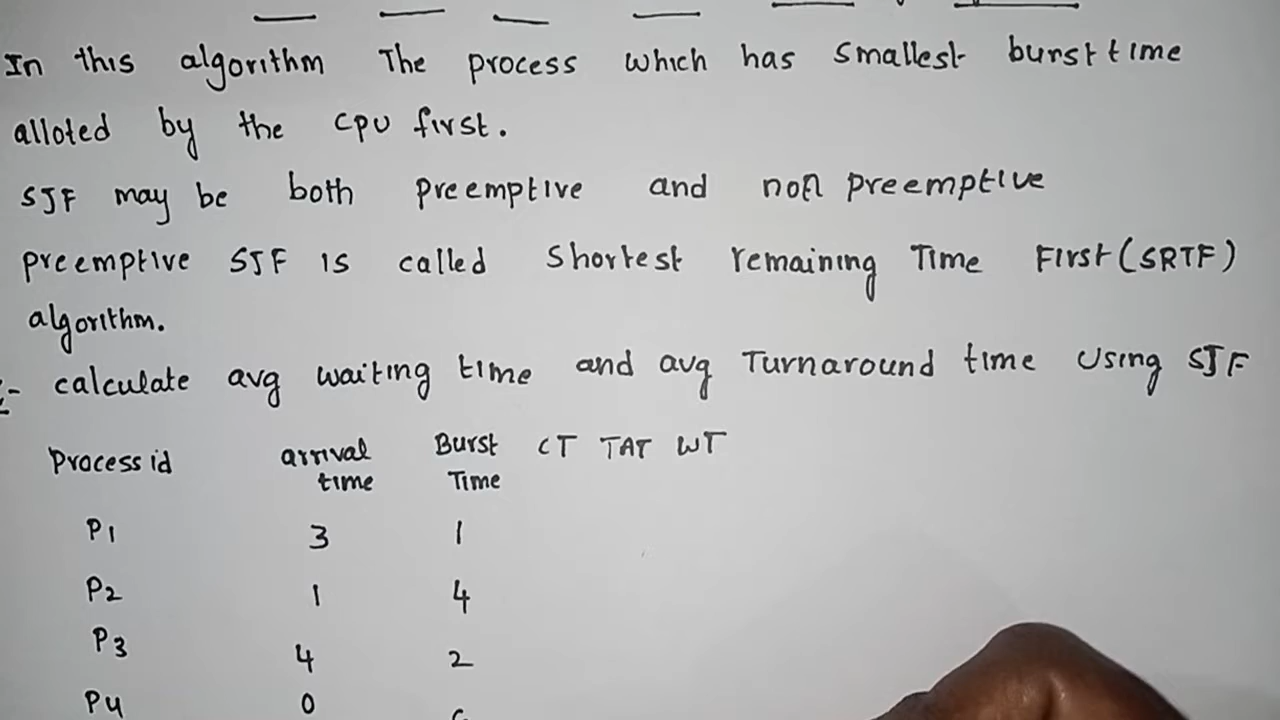 In this algorithm The process which has smallest burst time
alloted by the cpu first.
SJF may be both preemptive and non preemptive
preemptive SJF is called shortest remaining Time First (SRTF)
algorithm.
calculate avg waiting time and avg Turnaround time using SJF
Process id arrival time Burst Time CT TAT WT
P1 3 1
P2 1 4
P3 4 2
P4 0